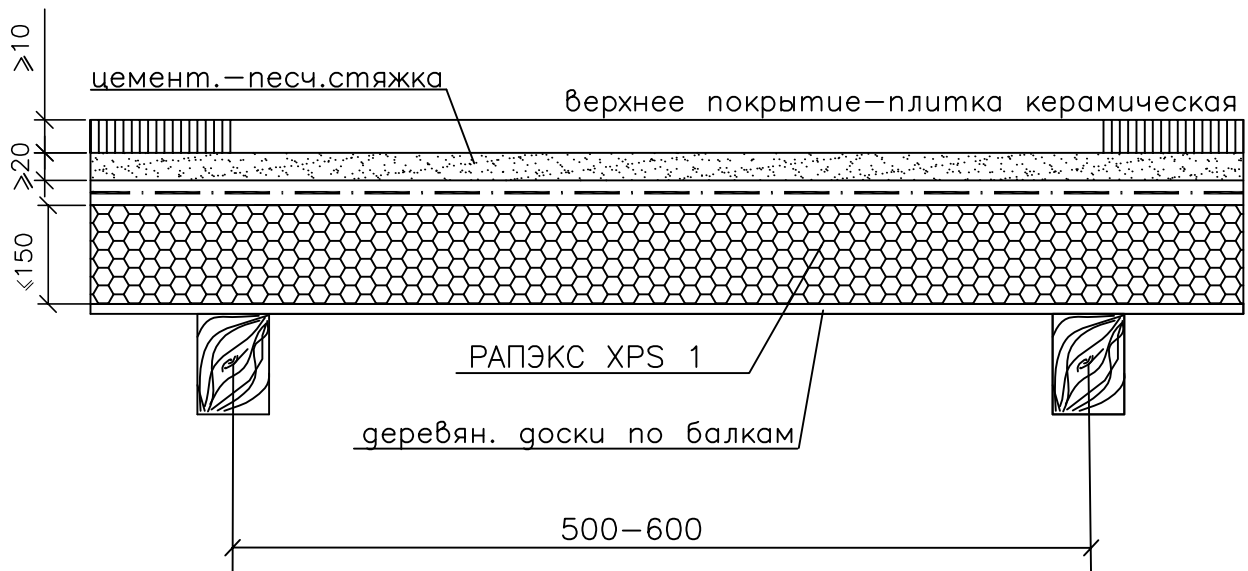 ≥10
цемент.-песч.стяжка
верхнее покрытие-плитка керамическая
≥20
≤150
РАПЭКС XPS 1
деревян. доски по балкам
500-600